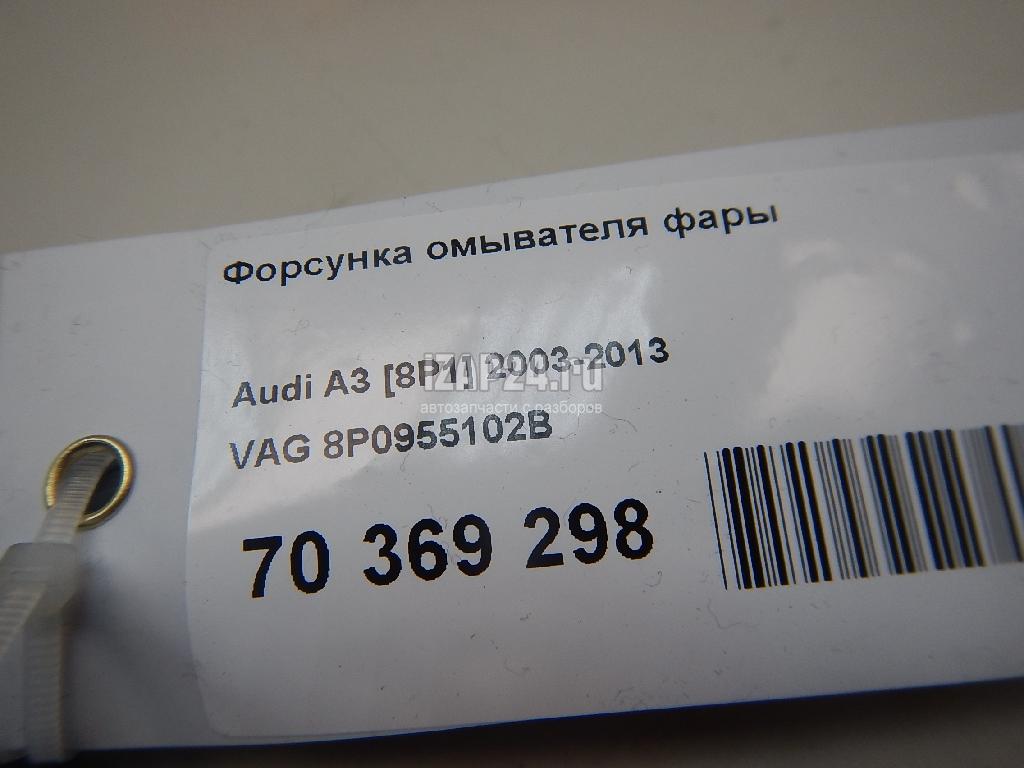 Форсунка омывателя фары
Audi A3 [8P1] 2003-2013
iZAP24.ru
автозапчасти с разборов
VAG 8P0955102B
70 369 298